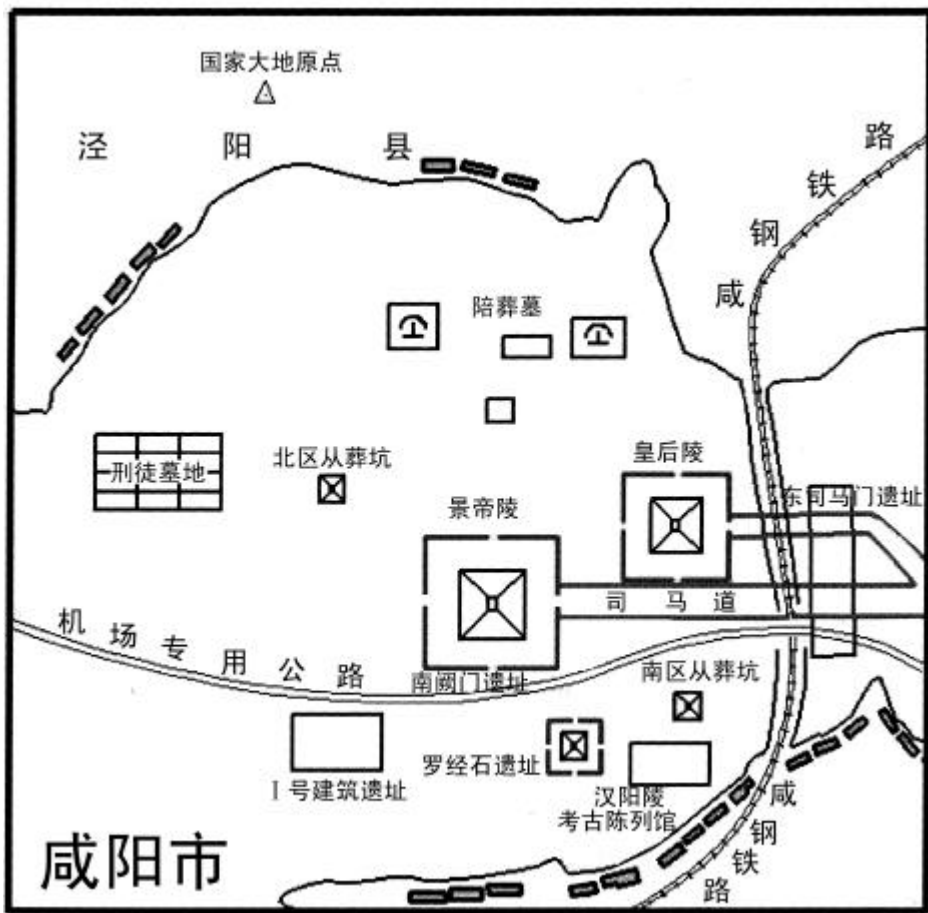 国家大地原点
泾阳县
咸钢铁路
陪葬墓
刑徒墓地
北区从葬坑
皇后陵
东司马门遗址
景帝陵
司马道
机场专用公路
南阙门遗址
南区从葬坑
罗经石遗址
Ⅰ号建筑遗址
汉阳陵
考古陈列馆
咸钢铁路
咸阳市